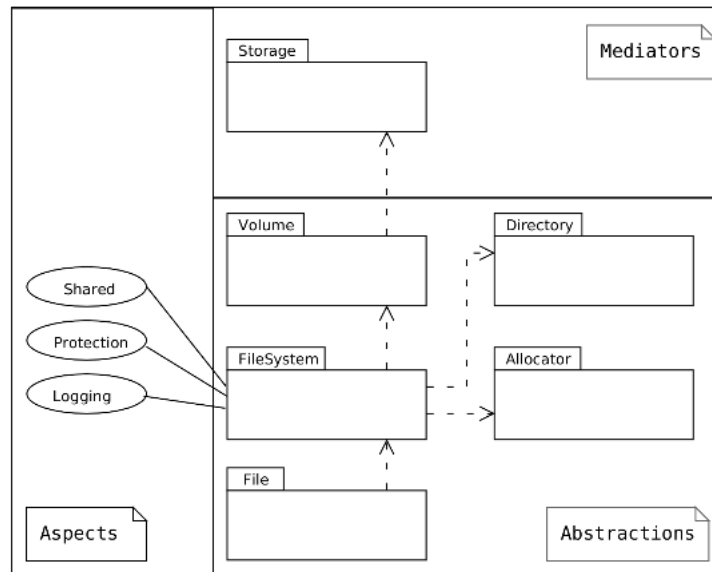 Storage
Mediators
Volume
Directory
Shared
Protection
FileSystem
Allocator
Logging
File
Aspects
Abstractions